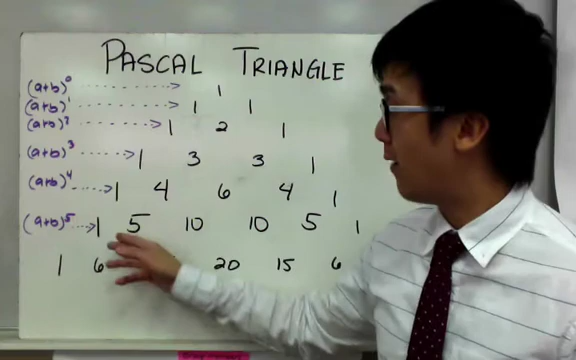 PASCAL TRIANGLE
(a+b)⁰ 1
(a+b)¹ 1 1
(a+b)² 1 2 1
(a+b)³ 1 3 3 1
(a+b)⁴ 1 4 6 4 1
(a+b)⁵ 1 5 10 10 5 1
1 6 20 15 6